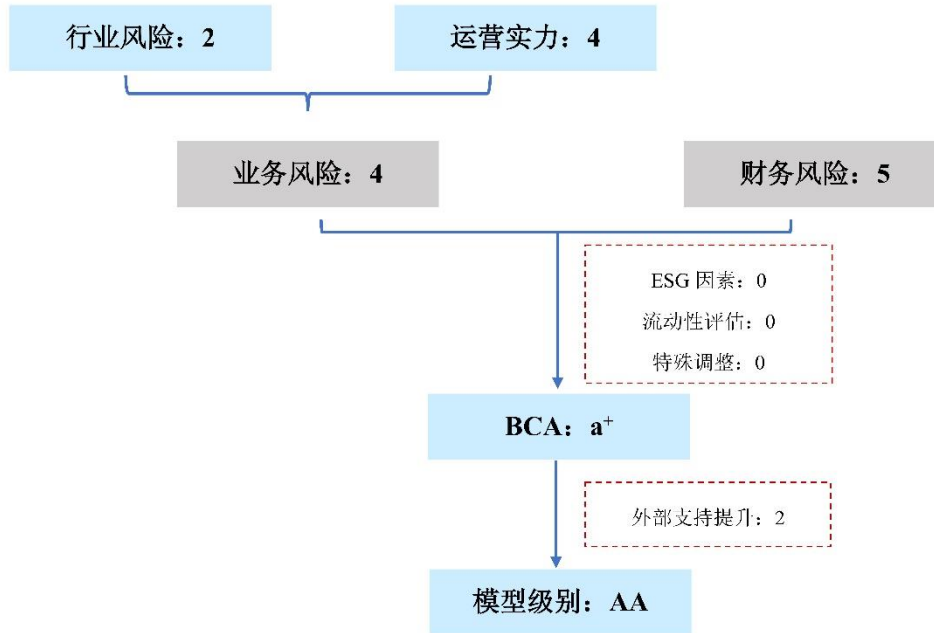 行业风险：2
运营实力：4
业务风险：4
财务风险：5
ESG 因素：0
流动性评估：0
特殊调整：0
BCA：a⁺
外部支持提升：2
模型级别：AA